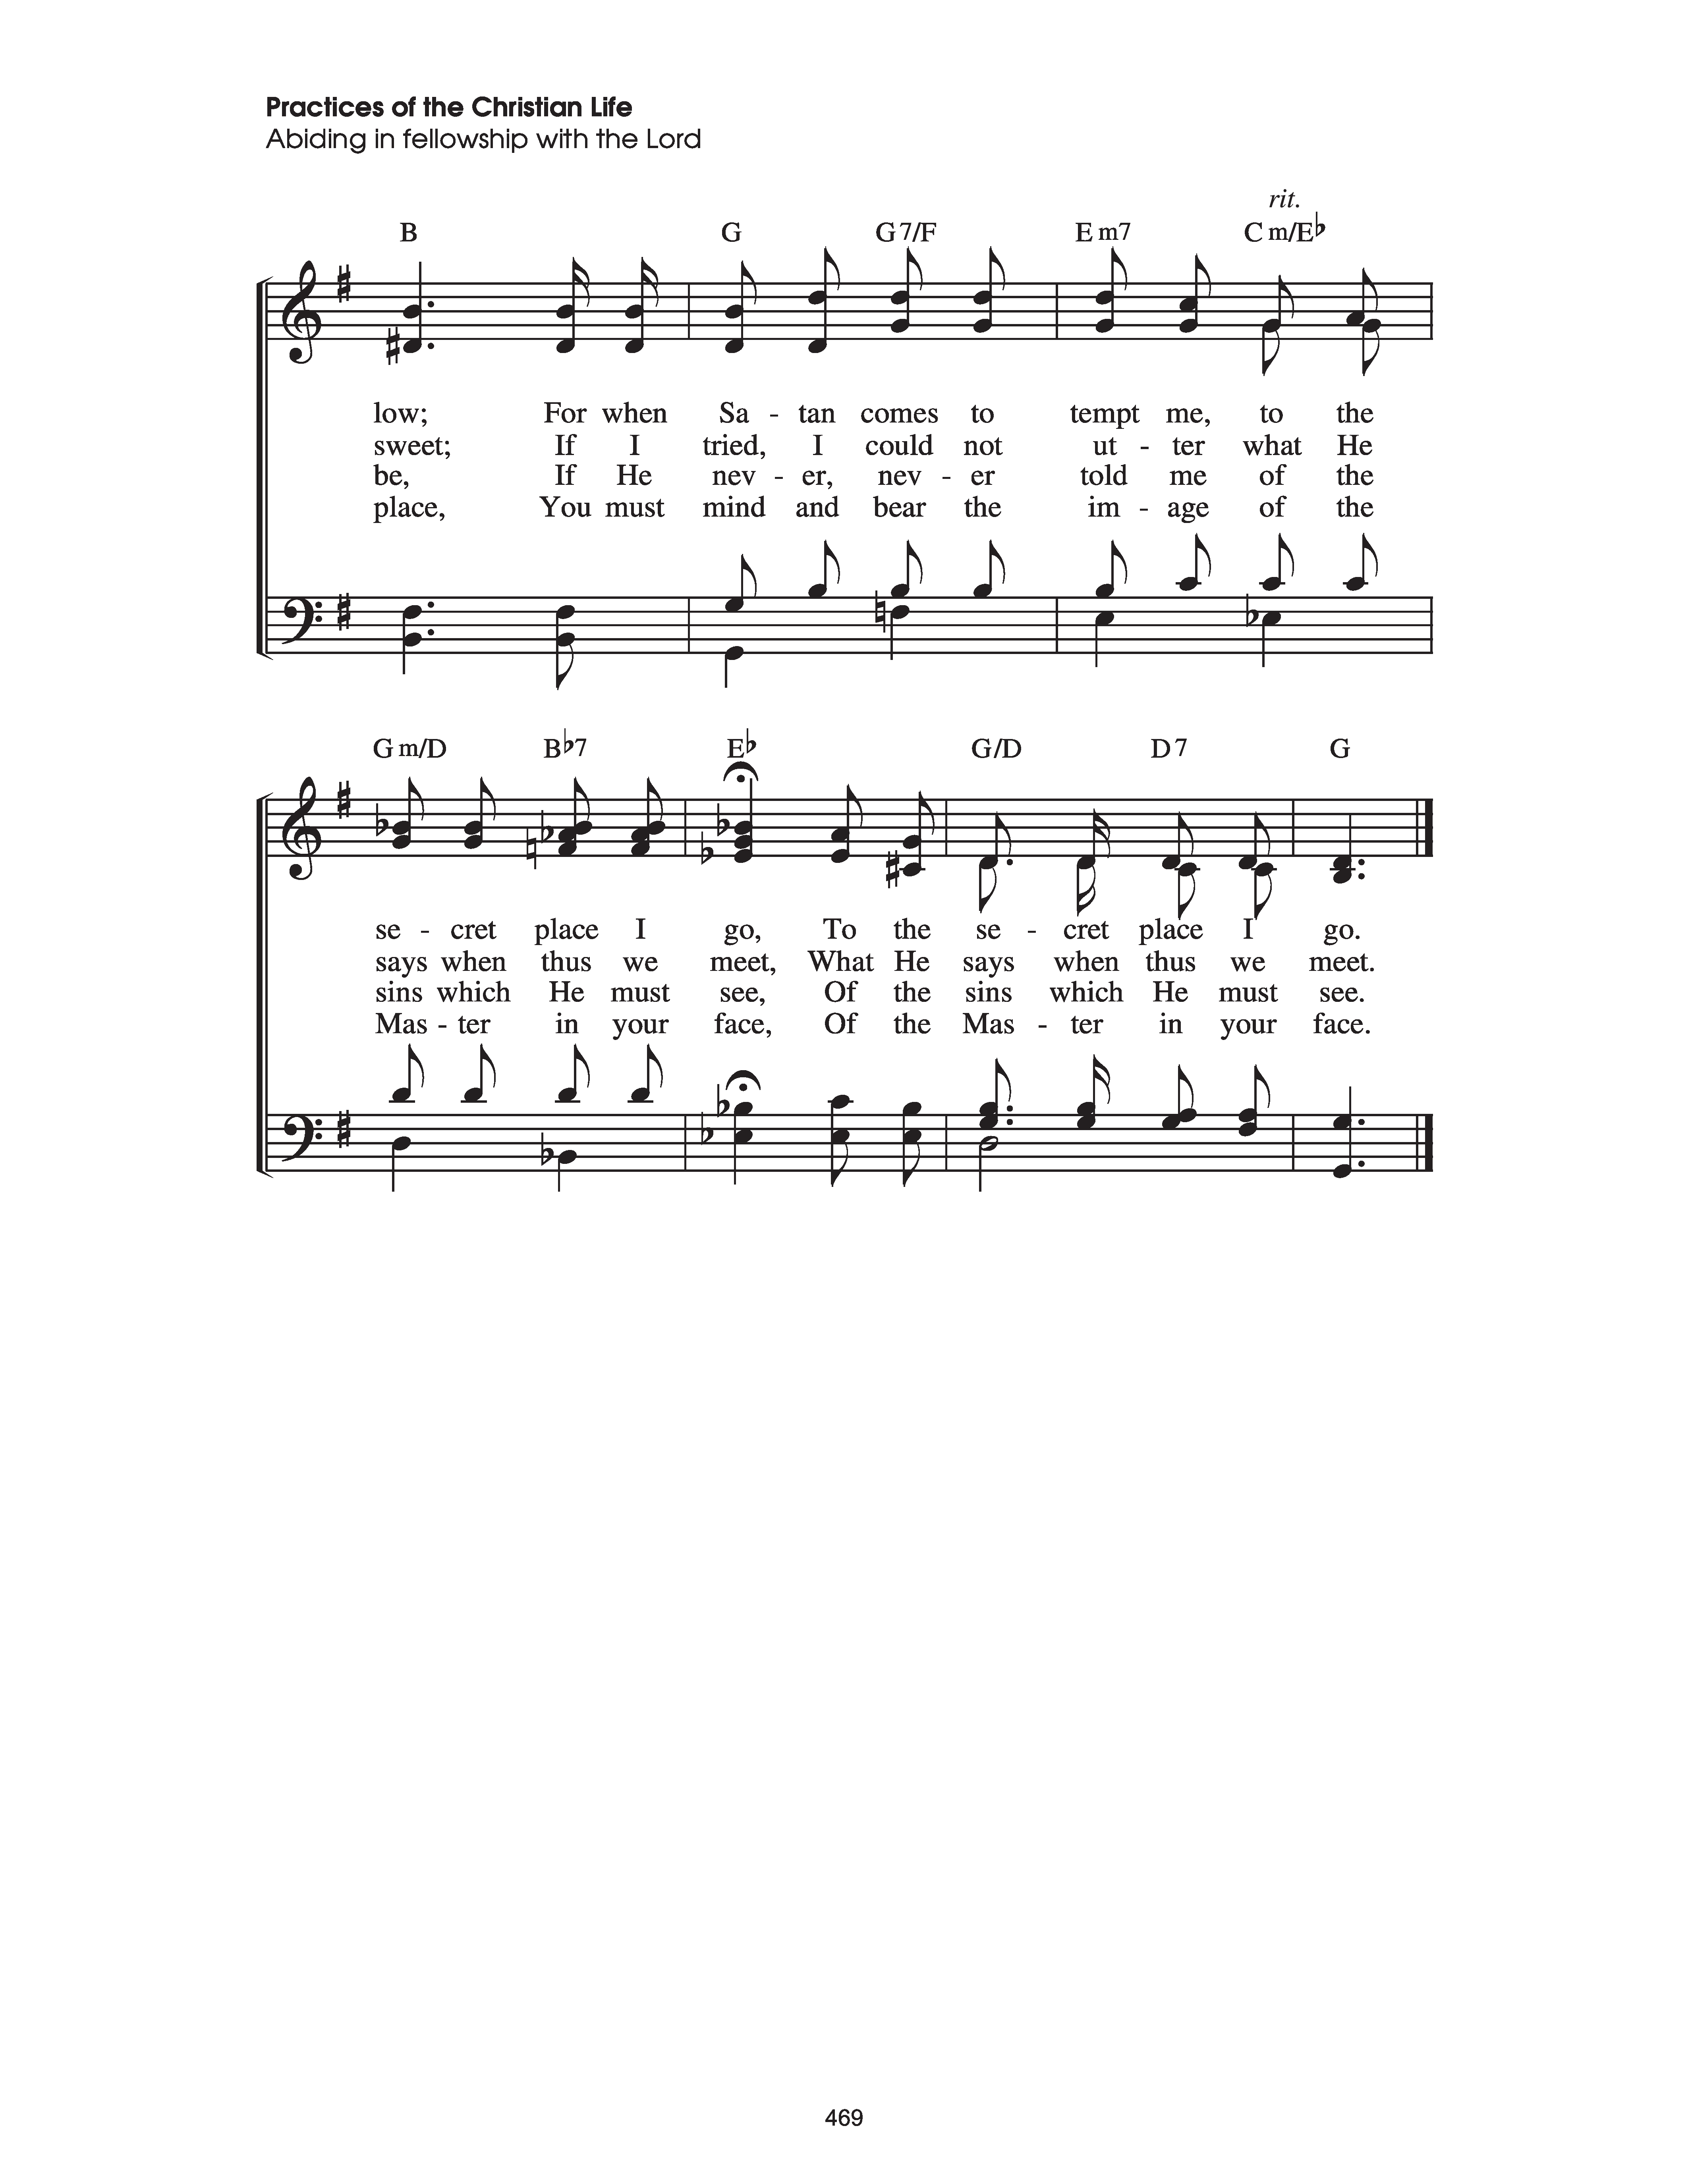 Practices of the Christian Life
Abiding in fellowship with the Lord
rit.
B G G7/F Em7 Cm/E♭
low; For when Sa - tan comes to tempt me, to the
sweet; If I tried, I could not ut - ter what He
be, If He nev - er, nev - er told me of the
place, You must mind and bear the im - age of the
Gm/D B♭7 E♭ G/D D7 G
se - cret place I go, To the se - cret place I go.
says when thus we meet, What He says when thus we meet.
sins which He must see, Of the sins which He must see.
Mas - ter in your face, Of the Mas - ter in your face.
469